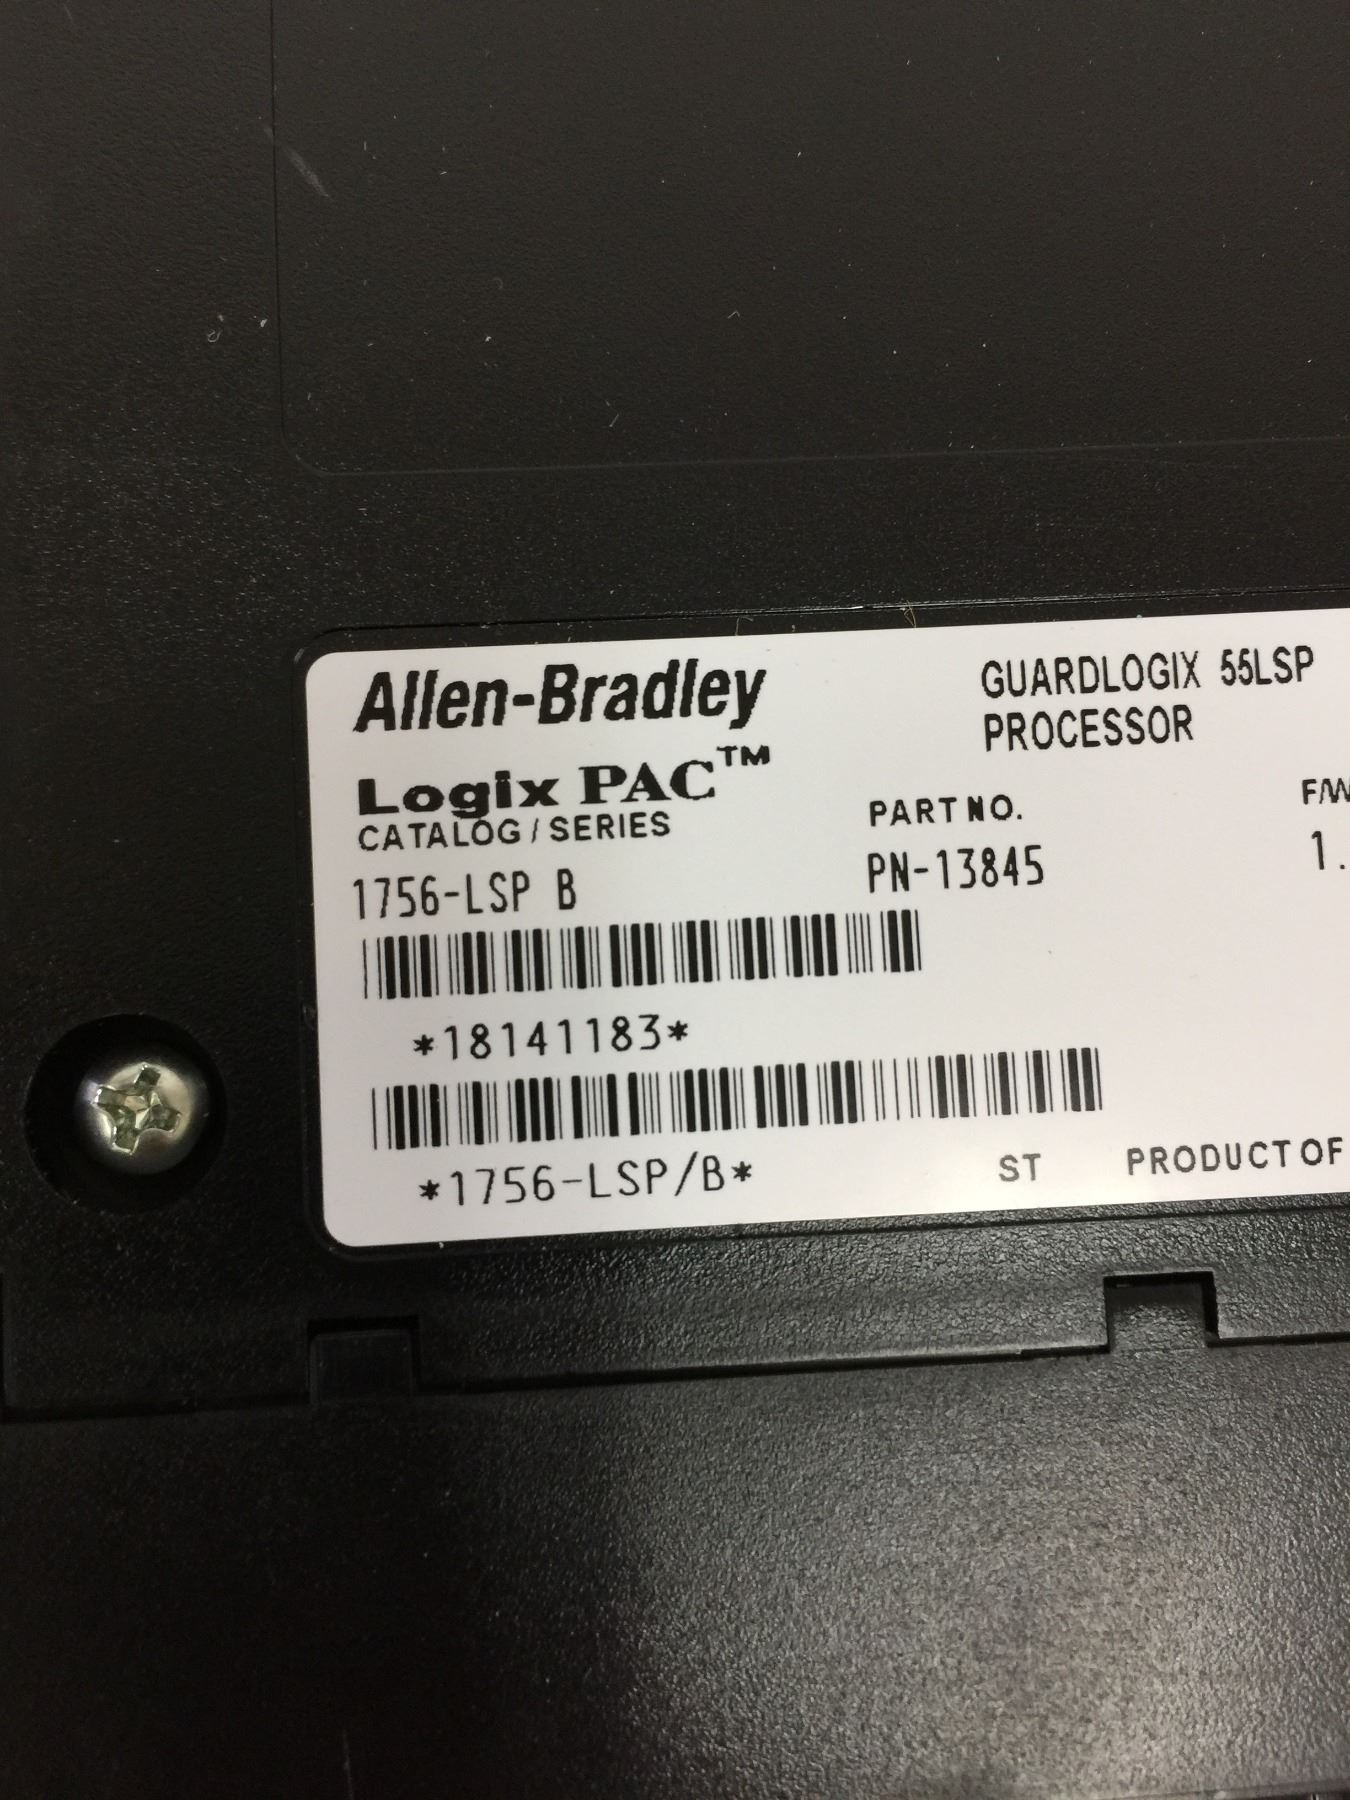 Allen-Bradley
GUARDLOGIX 55LSP
PROCESSOR
Logix PAC™
CATALOG / SERIES
PART NO.
F/W
1756-LSP B
PN-13845
1.
*18141183*
*1756-LSP/B*
ST
PRODUCT OF